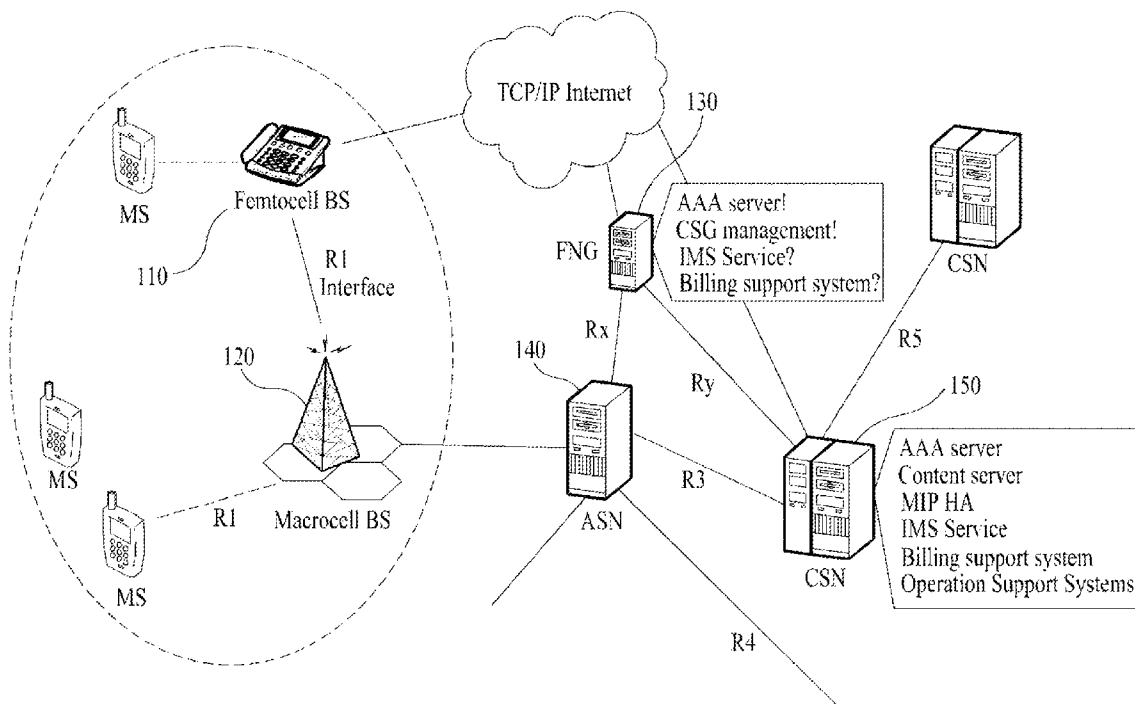 TCP/IP Internet
130
MS
Femtocell BS
110
R1
Interface
FNG
AAA server!
CSG management!
IMS Service?
Billing support system?
CSN
Rx
Ry
R5
120
140
150
MS
R1
Macrocell BS
ASN
R3
CSN
AAA server
Content server
MIP HA
IMS Service
Billing support system
Operation Support Systems
MS
R4